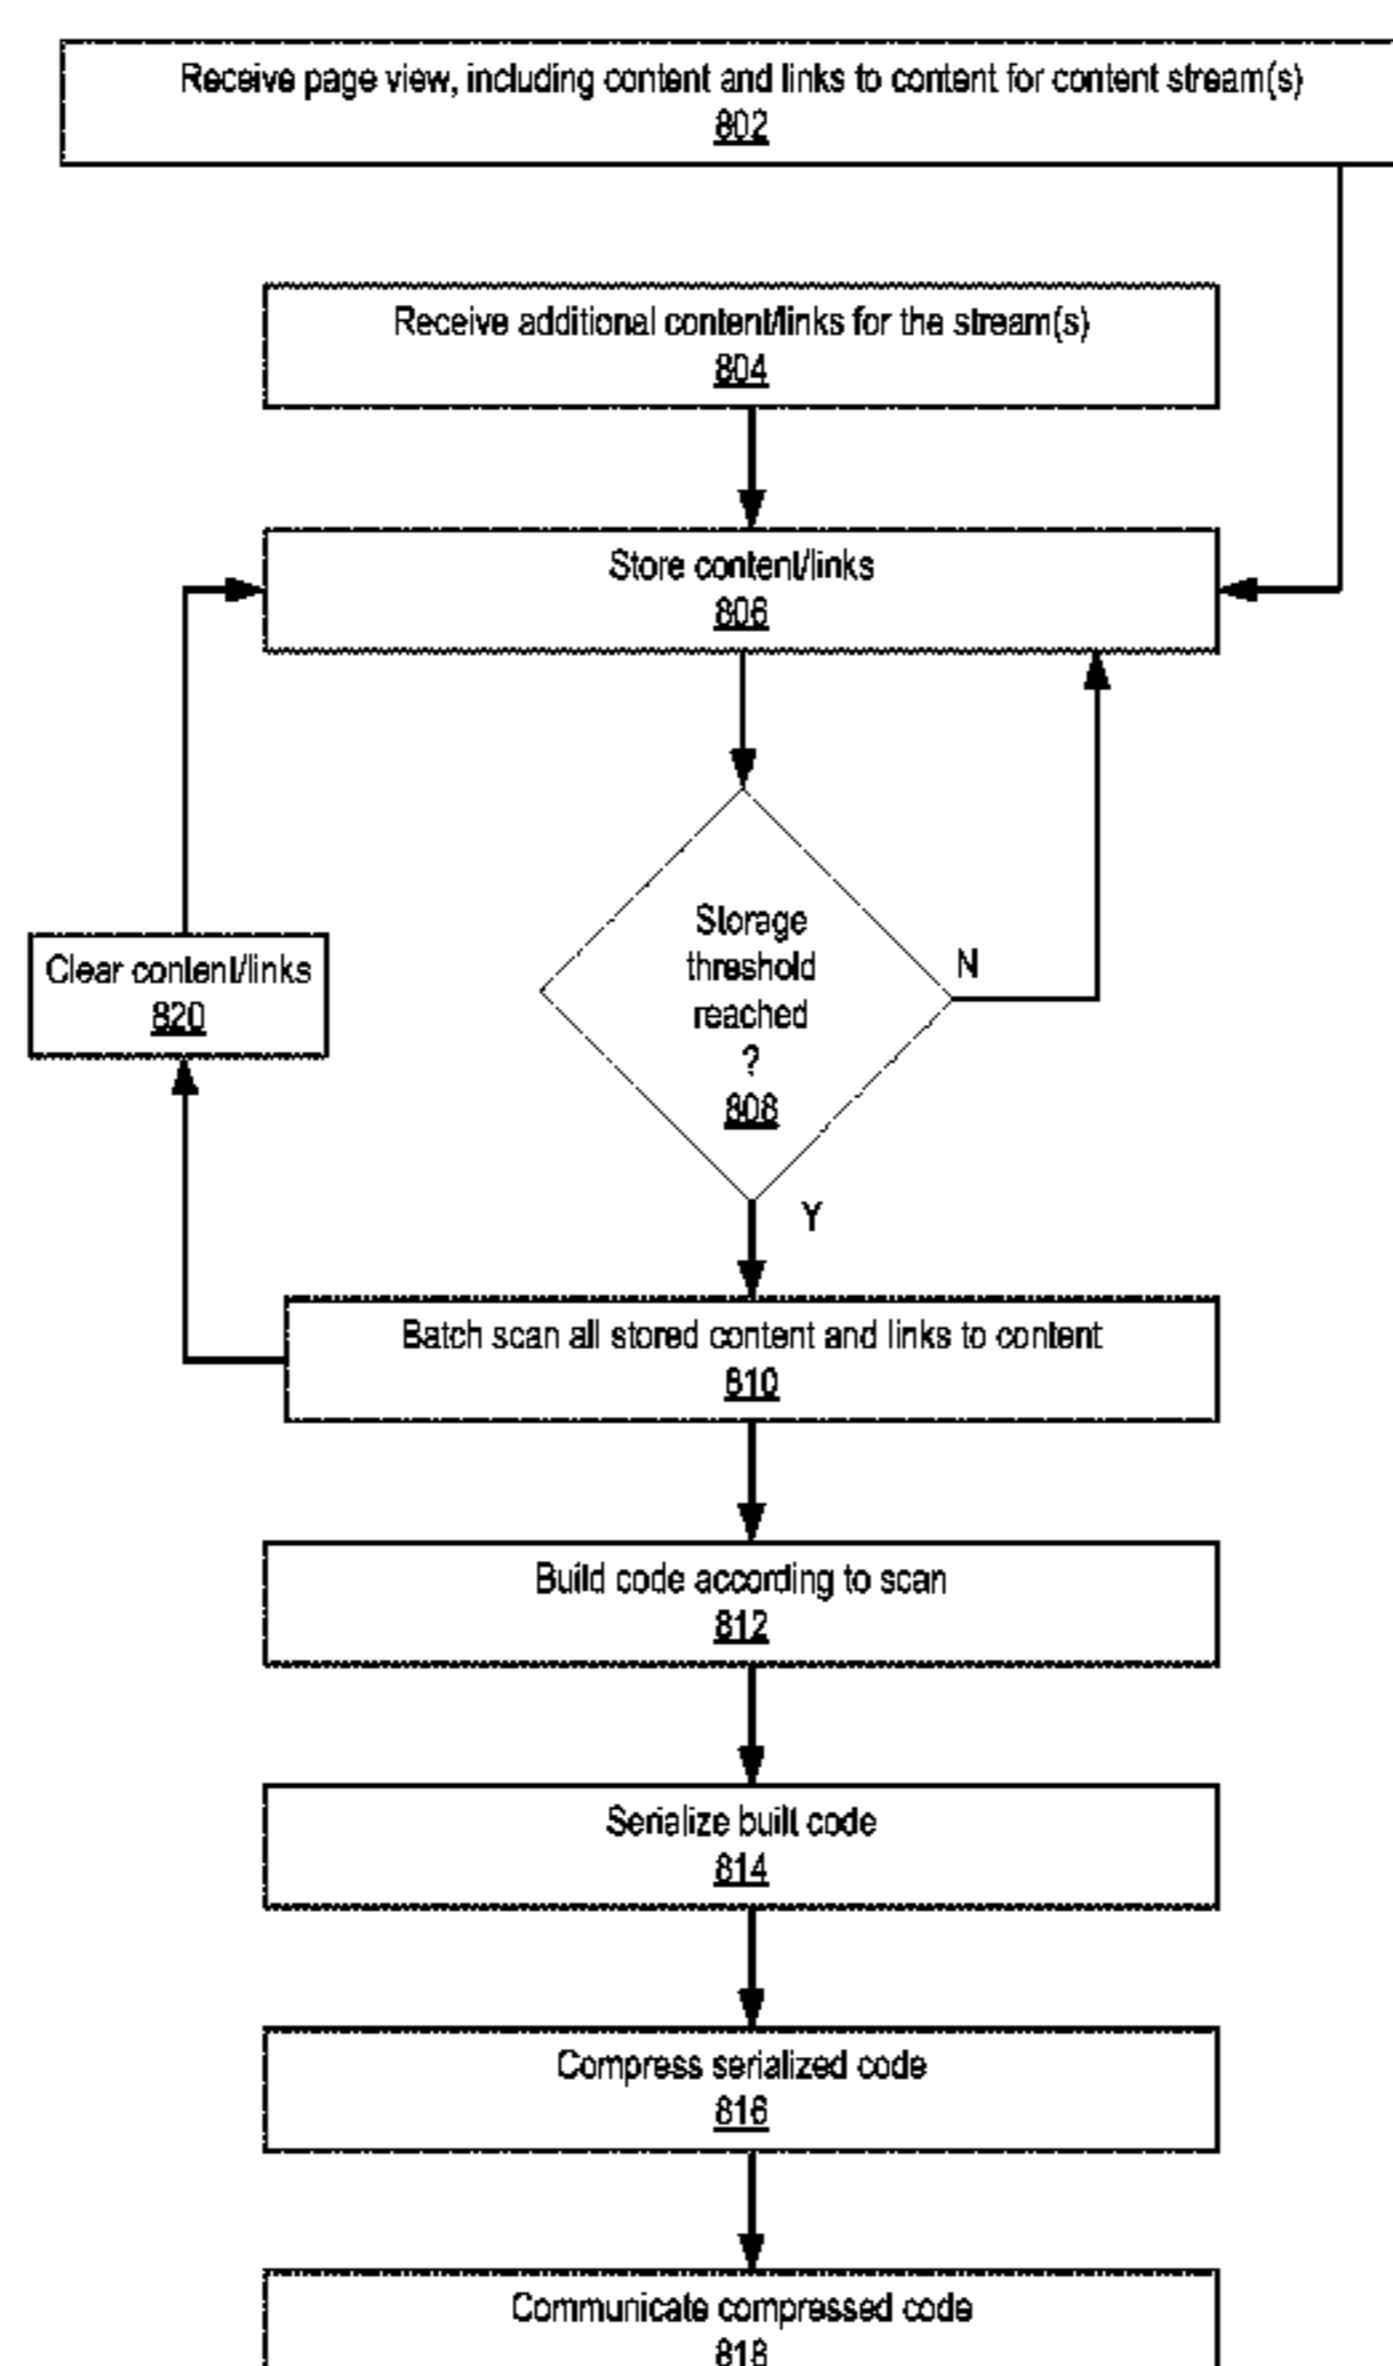 Receive page view, including content and links to content for content stream(s)
802
Receive additional content/links for the stream(s)
804
Store content/links
806
Storage
threshold
reached
?
808
N
Clear content/links
820
Y
Batch scan all stored content and links to content
810
Build code according to scan
812
Serialize built code
814
Compress serialized code
816
Communicate compressed code
818